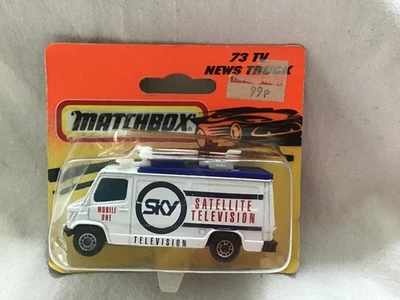 73 TV
NEWS TRUCK
99P
MATCHBOX
MOBILE
ONE
SKY
SATELLITE
TELEVISION
TELEVISION